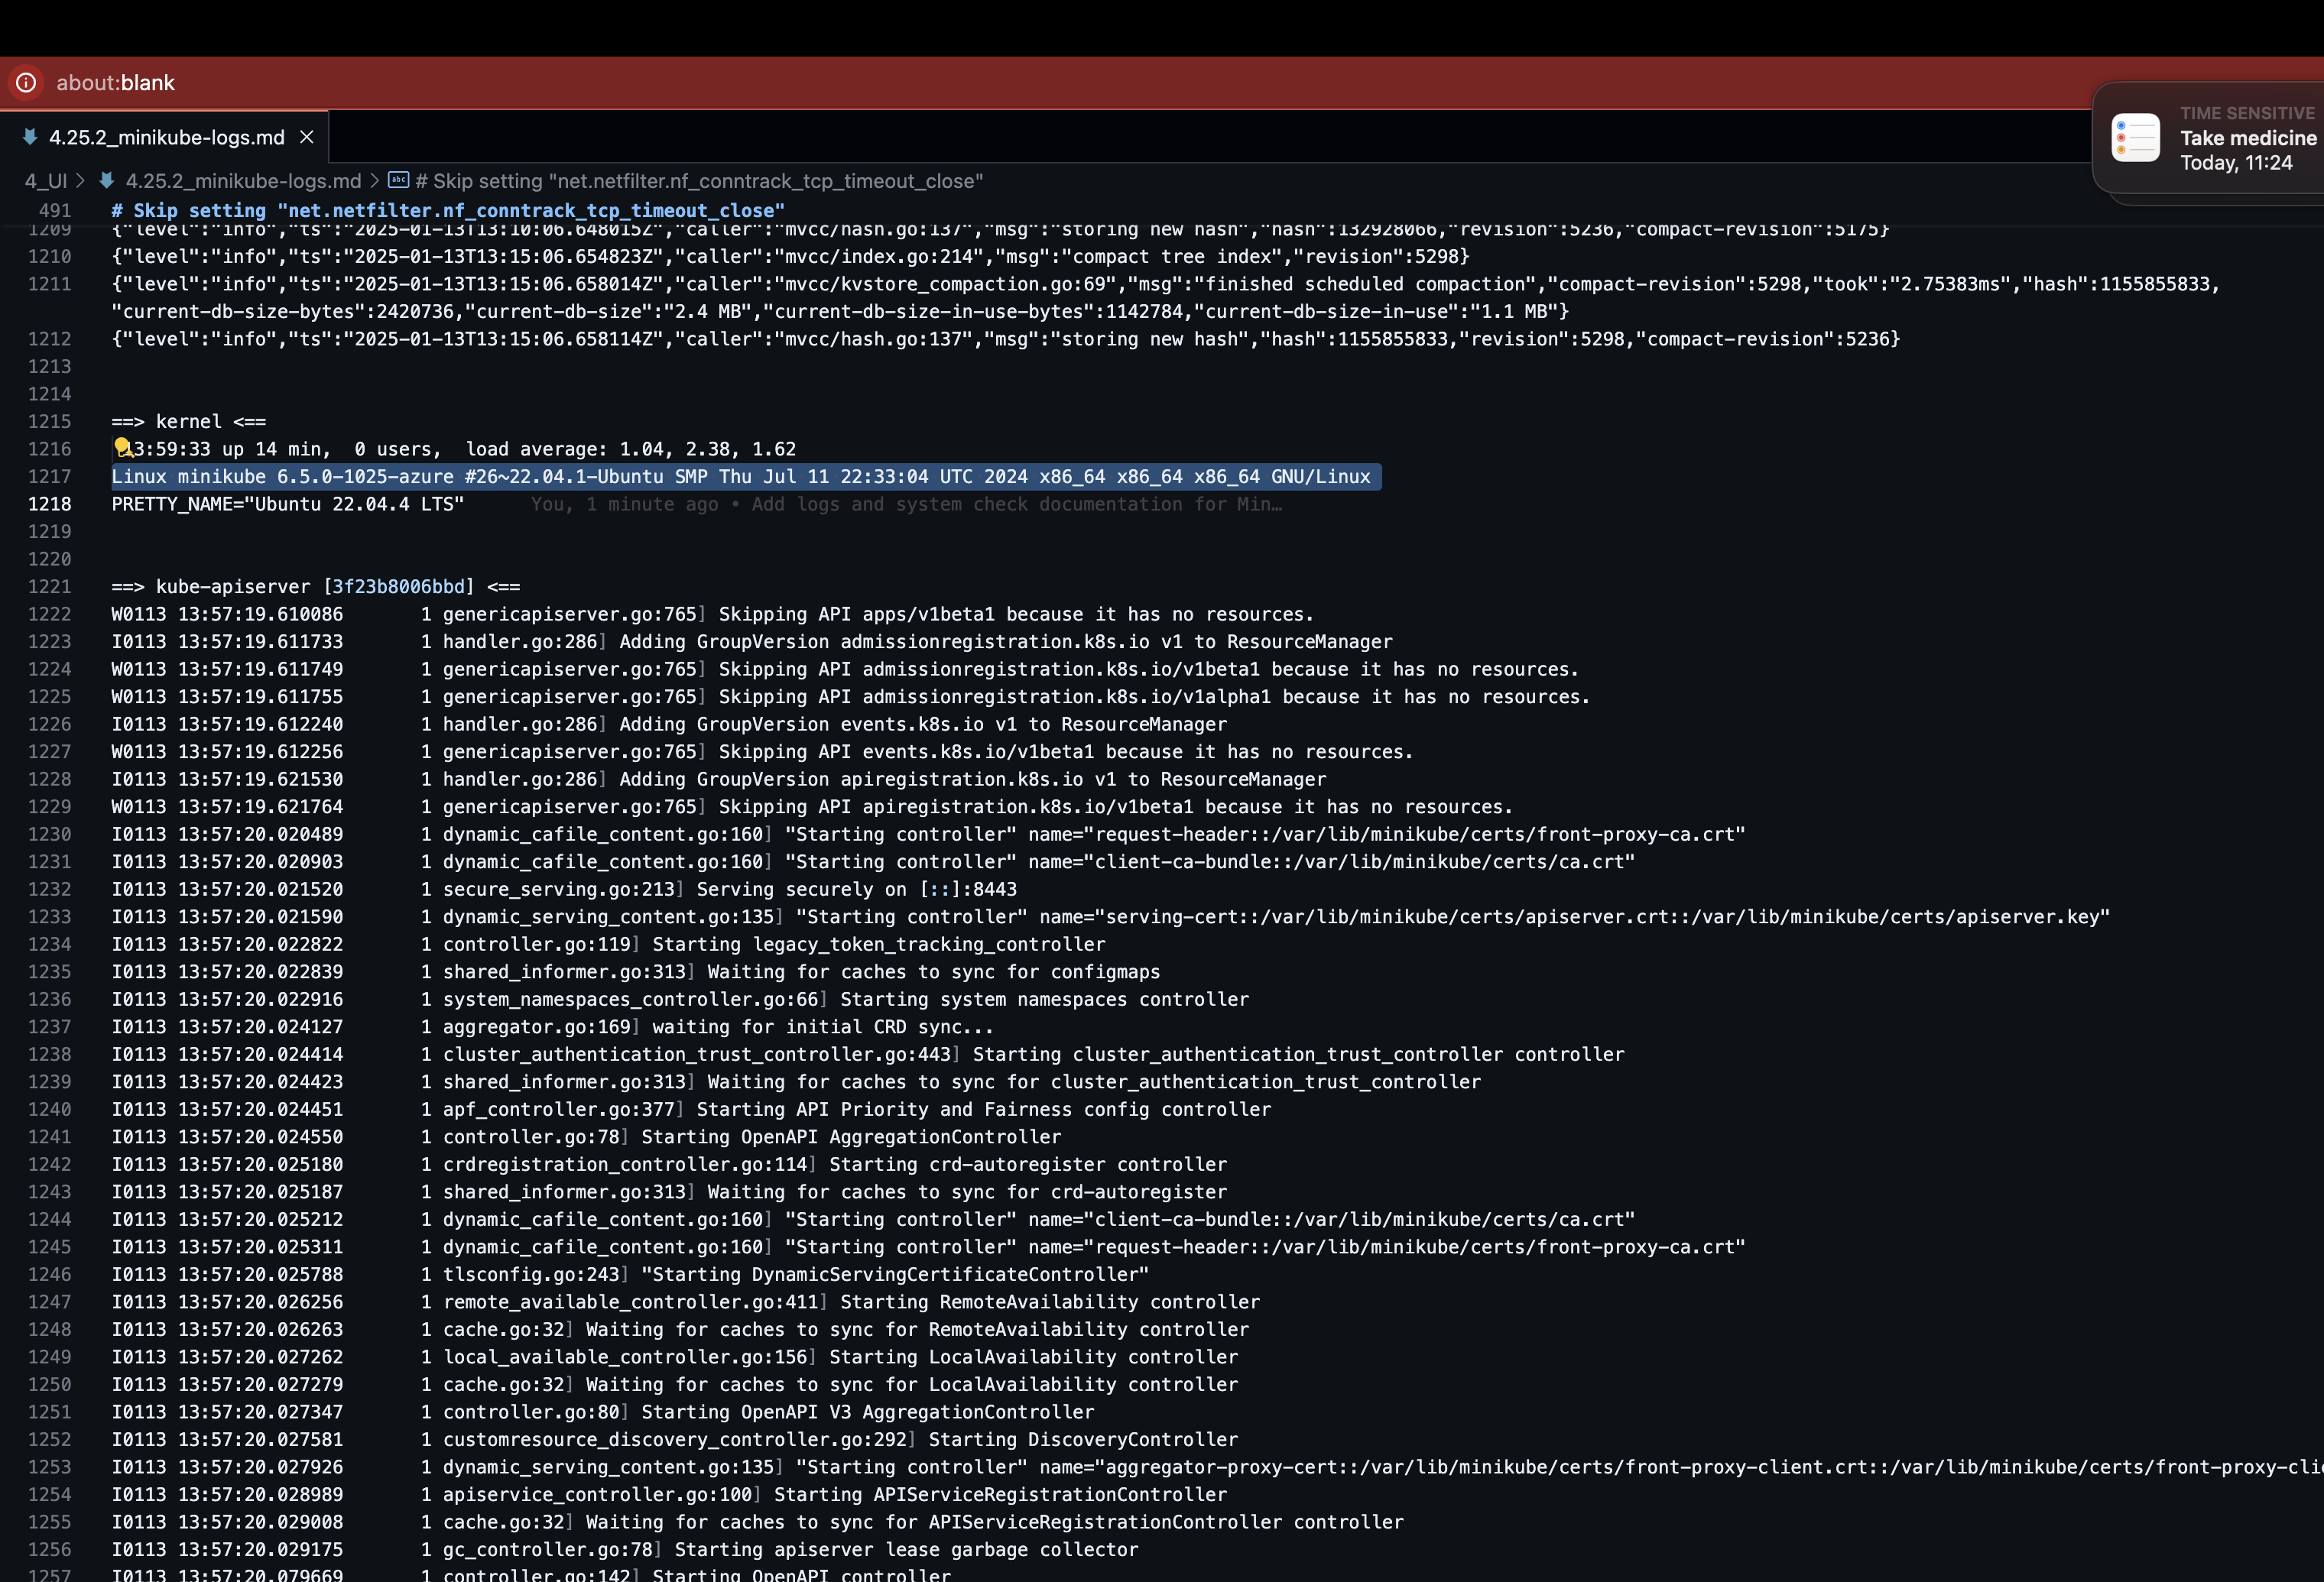 about:blank
TIME SENSITIVE
Take medicine
Today, 11:24
4.25.2_minikube-logs.md
4_UI > 4.25.2_minikube-logs.md > # Skip setting "net.netfilter.nf_conntrack_tcp_timeout_close"
491 # Skip setting "net.netfilter.nf_conntrack_tcp_timeout_close"
1209 {"level":"info","ts":"2025-01-13T13:10:06.648015Z","caller":"mvcc/hash.go:137","msg":"storing new hash","hash":132928066,"revision":5236,"compact-revision":5175}
1210 {"level":"info","ts":"2025-01-13T13:15:06.654823Z","caller":"mvcc/index.go:214","msg":"compact tree index","revision":5298}
1211 {"level":"info","ts":"2025-01-13T13:15:06.658014Z","caller":"mvcc/kvstore_compaction.go:69","msg":"finished scheduled compaction","compact-revision":5298,"took":"2.75383ms","hash":1155855833,
"current-db-size-bytes":2420736,"current-db-size":"2.4 MB","current-db-size-in-use-bytes":1142784,"current-db-size-in-use":"1.1 MB"}
1212 {"level":"info","ts":"2025-01-13T13:15:06.658114Z","caller":"mvcc/hash.go:137","msg":"storing new hash","hash":1155855833,"revision":5298,"compact-revision":5236}
1213
1214
1215 ==> kernel <==
1216 13:59:33 up 14 min,  0 users,  load average: 1.04, 2.38, 1.62
1217 Linux minikube 6.5.0-1025-azure #26~22.04.1-Ubuntu SMP Thu Jul 11 22:33:04 UTC 2024 x86_64 x86_64 x86_64 GNU/Linux
1218 PRETTY_NAME="Ubuntu 22.04.4 LTS" You, 1 minute ago • Add logs and system check documentation for Min…
1219
1220
1221 ==> kube-apiserver [3f23b8006bbd] <==
1222 W0113 13:57:19.610086 1 genericapiserver.go:765] Skipping API apps/v1beta1 because it has no resources.
1223 I0113 13:57:19.611733 1 handler.go:286] Adding GroupVersion admissionregistration.k8s.io v1 to ResourceManager
1224 W0113 13:57:19.611749 1 genericapiserver.go:765] Skipping API admissionregistration.k8s.io/v1beta1 because it has no resources.
1225 W0113 13:57:19.611755 1 genericapiserver.go:765] Skipping API admissionregistration.k8s.io/v1alpha1 because it has no resources.
1226 I0113 13:57:19.612240 1 handler.go:286] Adding GroupVersion events.k8s.io v1 to ResourceManager
1227 W0113 13:57:19.612256 1 genericapiserver.go:765] Skipping API events.k8s.io/v1beta1 because it has no resources.
1228 I0113 13:57:19.621530 1 handler.go:286] Adding GroupVersion apiregistration.k8s.io v1 to ResourceManager
1229 W0113 13:57:19.621764 1 genericapiserver.go:765] Skipping API apiregistration.k8s.io/v1beta1 because it has no resources.
1230 I0113 13:57:20.020489 1 dynamic_cafile_content.go:160] "Starting controller" name="request-header::/var/lib/minikube/certs/front-proxy-ca.crt"
1231 I0113 13:57:20.020903 1 dynamic_cafile_content.go:160] "Starting controller" name="client-ca-bundle::/var/lib/minikube/certs/ca.crt"
1232 I0113 13:57:20.021520 1 secure_serving.go:213] Serving securely on [::]:8443
1233 I0113 13:57:20.021590 1 dynamic_serving_content.go:135] "Starting controller" name="serving-cert::/var/lib/minikube/certs/apiserver.crt::/var/lib/minikube/certs/apiserver.key"
1234 I0113 13:57:20.022822 1 controller.go:119] Starting legacy_token_tracking_controller
1235 I0113 13:57:20.022839 1 shared_informer.go:313] Waiting for caches to sync for configmaps
1236 I0113 13:57:20.022916 1 system_namespaces_controller.go:66] Starting system namespaces controller
1237 I0113 13:57:20.024127 1 aggregator.go:169] waiting for initial CRD sync...
1238 I0113 13:57:20.024414 1 cluster_authentication_trust_controller.go:443] Starting cluster_authentication_trust_controller controller
1239 I0113 13:57:20.024423 1 shared_informer.go:313] Waiting for caches to sync for cluster_authentication_trust_controller
1240 I0113 13:57:20.024451 1 apf_controller.go:377] Starting API Priority and Fairness config controller
1241 I0113 13:57:20.024550 1 controller.go:78] Starting OpenAPI AggregationController
1242 I0113 13:57:20.025180 1 crdregistration_controller.go:114] Starting crd-autoregister controller
1243 I0113 13:57:20.025187 1 shared_informer.go:313] Waiting for caches to sync for crd-autoregister
1244 I0113 13:57:20.025212 1 dynamic_cafile_content.go:160] "Starting controller" name="client-ca-bundle::/var/lib/minikube/certs/ca.crt"
1245 I0113 13:57:20.025311 1 dynamic_cafile_content.go:160] "Starting controller" name="request-header::/var/lib/minikube/certs/front-proxy-ca.crt"
1246 I0113 13:57:20.025788 1 tlsconfig.go:243] "Starting DynamicServingCertificateController"
1247 I0113 13:57:20.026256 1 remote_available_controller.go:411] Starting RemoteAvailability controller
1248 I0113 13:57:20.026263 1 cache.go:32] Waiting for caches to sync for RemoteAvailability controller
1249 I0113 13:57:20.027262 1 local_available_controller.go:156] Starting LocalAvailability controller
1250 I0113 13:57:20.027279 1 cache.go:32] Waiting for caches to sync for LocalAvailability controller
1251 I0113 13:57:20.027347 1 controller.go:80] Starting OpenAPI V3 AggregationController
1252 I0113 13:57:20.027581 1 customresource_discovery_controller.go:292] Starting DiscoveryController
1253 I0113 13:57:20.027926 1 dynamic_serving_content.go:135] "Starting controller" name="aggregator-proxy-cert::/var/lib/minikube/certs/front-proxy-client.crt::/var/lib/minikube/certs/front-proxy-clie
1254 I0113 13:57:20.028989 1 apiservice_controller.go:100] Starting APIServiceRegistrationController
1255 I0113 13:57:20.029008 1 cache.go:32] Waiting for caches to sync for APIServiceRegistrationController controller
1256 I0113 13:57:20.029175 1 gc_controller.go:78] Starting apiserver lease garbage collector
1257 I0113 13:57:20.079669 1 controller.go:142] Starting OpenAPI controller